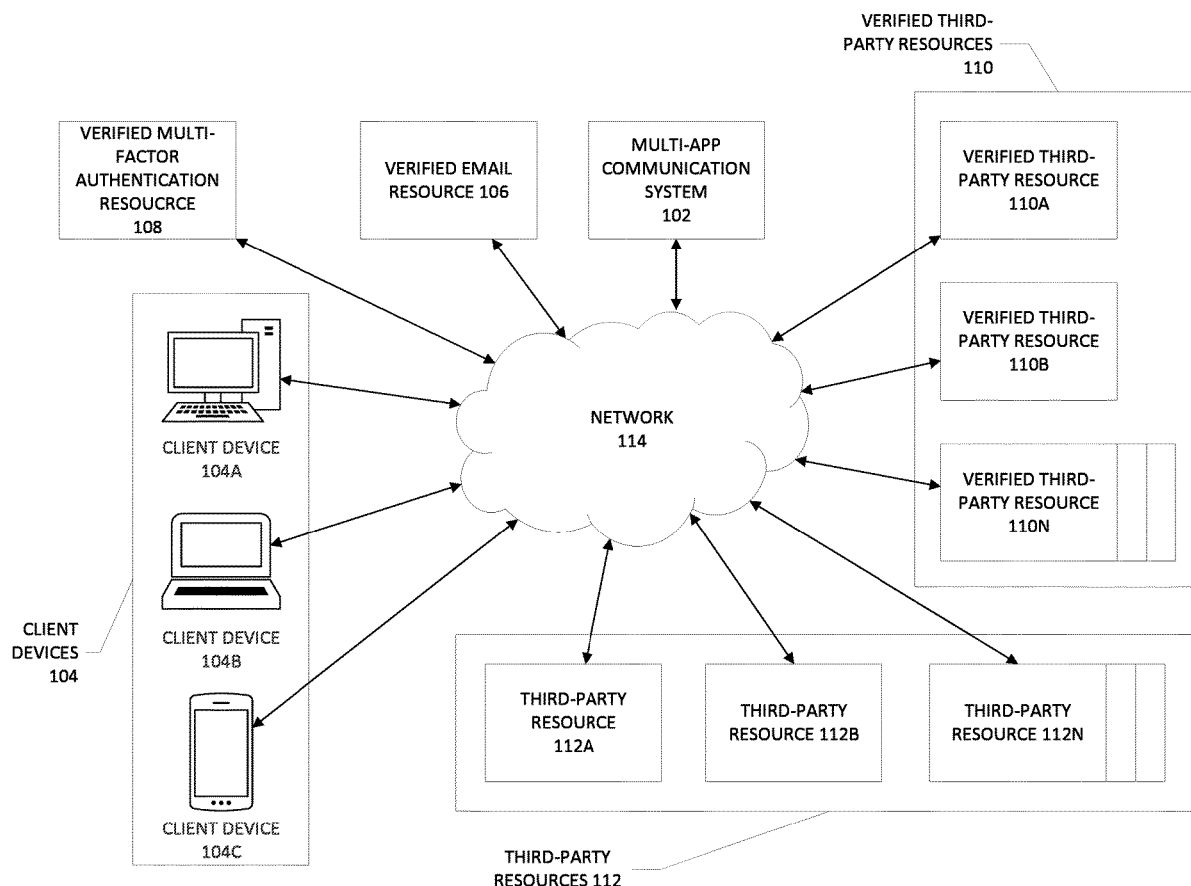 VERIFIED THIRD-
PARTY RESOURCES
110
VERIFIED MULTI-
FACTOR
AUTHENTICATION
RESOUCRCE
108
VERIFIED EMAIL
RESOURCE 106
MULTI-APP
COMMUNICATION
SYSTEM
102
VERIFIED THIRD-
PARTY RESOURCE
110A
VERIFIED THIRD-
PARTY RESOURCE
110B
VERIFIED THIRD-
PARTY RESOURCE
110N
NETWORK
114
CLIENT DEVICE
104A
CLIENT DEVICE
104B
CLIENT DEVICE
104C
CLIENT
DEVICES
104
THIRD-PARTY
RESOURCE
112A
THIRD-PARTY
RESOURCE 112B
THIRD-PARTY
RESOURCE 112N
THIRD-PARTY
RESOURCES 112